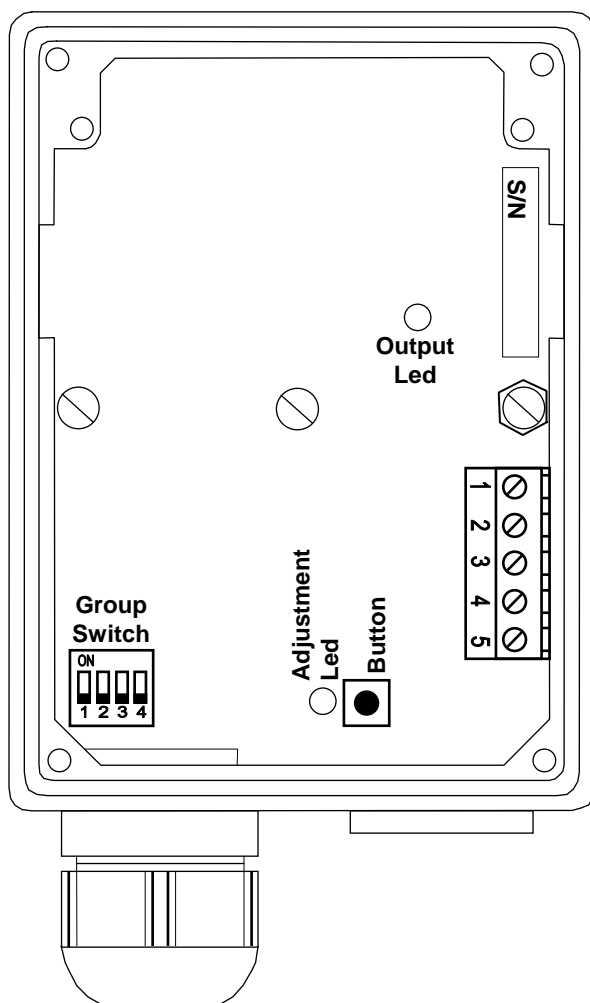 S/N
Output
Led
1
2
3
4
5
Adjustment
Led
Button
Group
Switch
ON
1 2 3 4